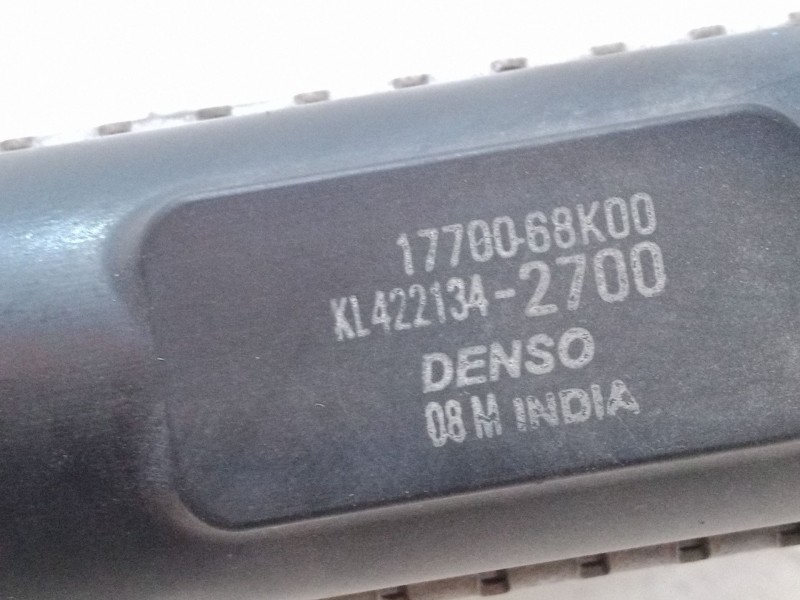 17700-68K00
KL422134-2700
DENSO
08 M INDIA